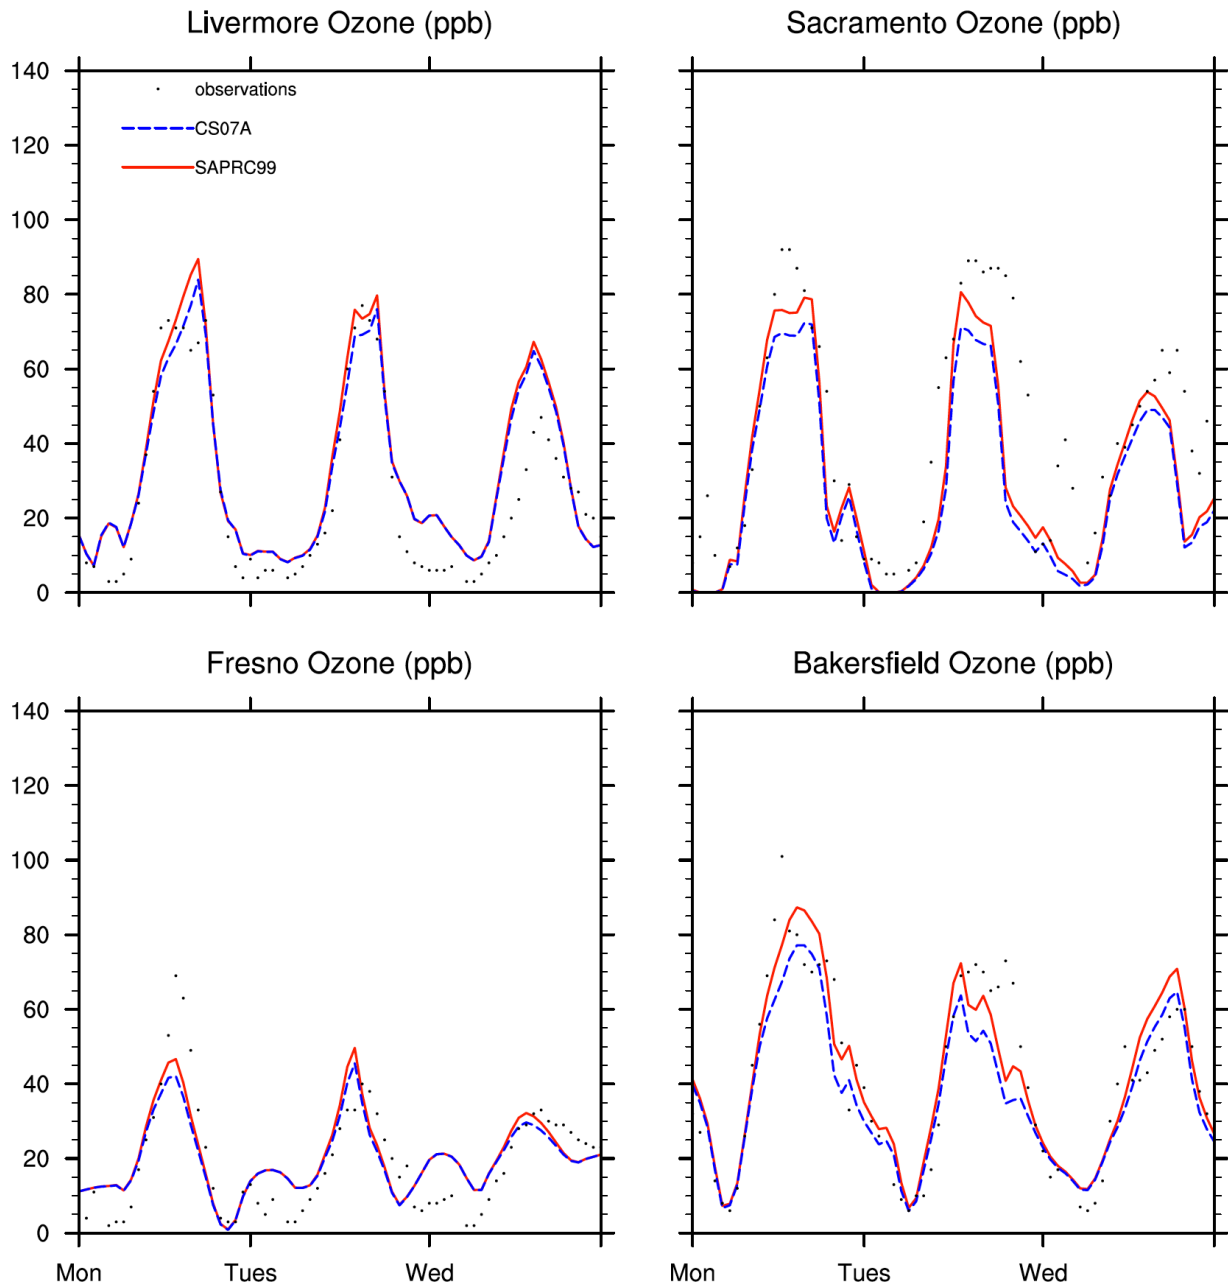 Livermore Ozone (ppb)
Sacramento Ozone (ppb)
140
120
100
80
60
40
20
0
observations
CS07A
SAPRC99
Fresno Ozone (ppb)
Bakersfield Ozone (ppb)
140
120
100
80
60
40
20
0
Mon
Tues
Wed
Mon
Tues
Wed